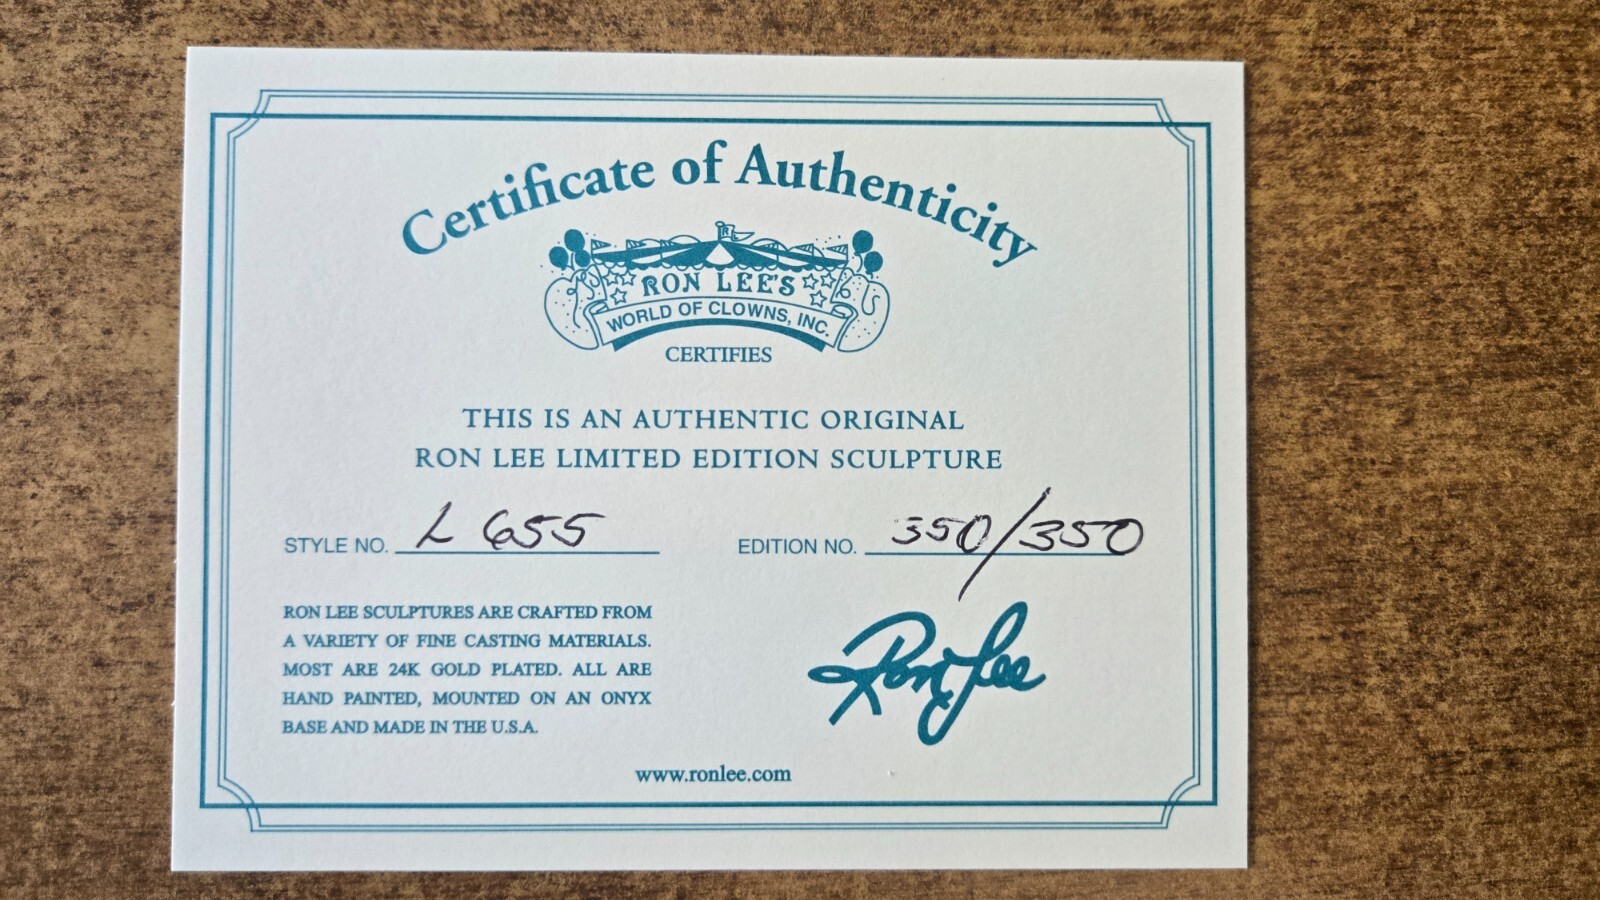 Certificate of Authenticity
R
RON LEE'S
WORLD OF CLOWNS, INC.
CERTIFIES
THIS IS AN AUTHENTIC ORIGINAL
RON LEE LIMITED EDITION SCULPTURE
STYLE NO. L 655
EDITION NO. 350/350
RON LEE SCULPTURES ARE CRAFTED FROM
A VARIETY OF FINE CASTING MATERIALS.
MOST ARE 24K GOLD PLATED. ALL ARE
HAND PAINTED, MOUNTED ON AN ONYX
BASE AND MADE IN THE U.S.A.
Ron Lee
www.ronlee.com